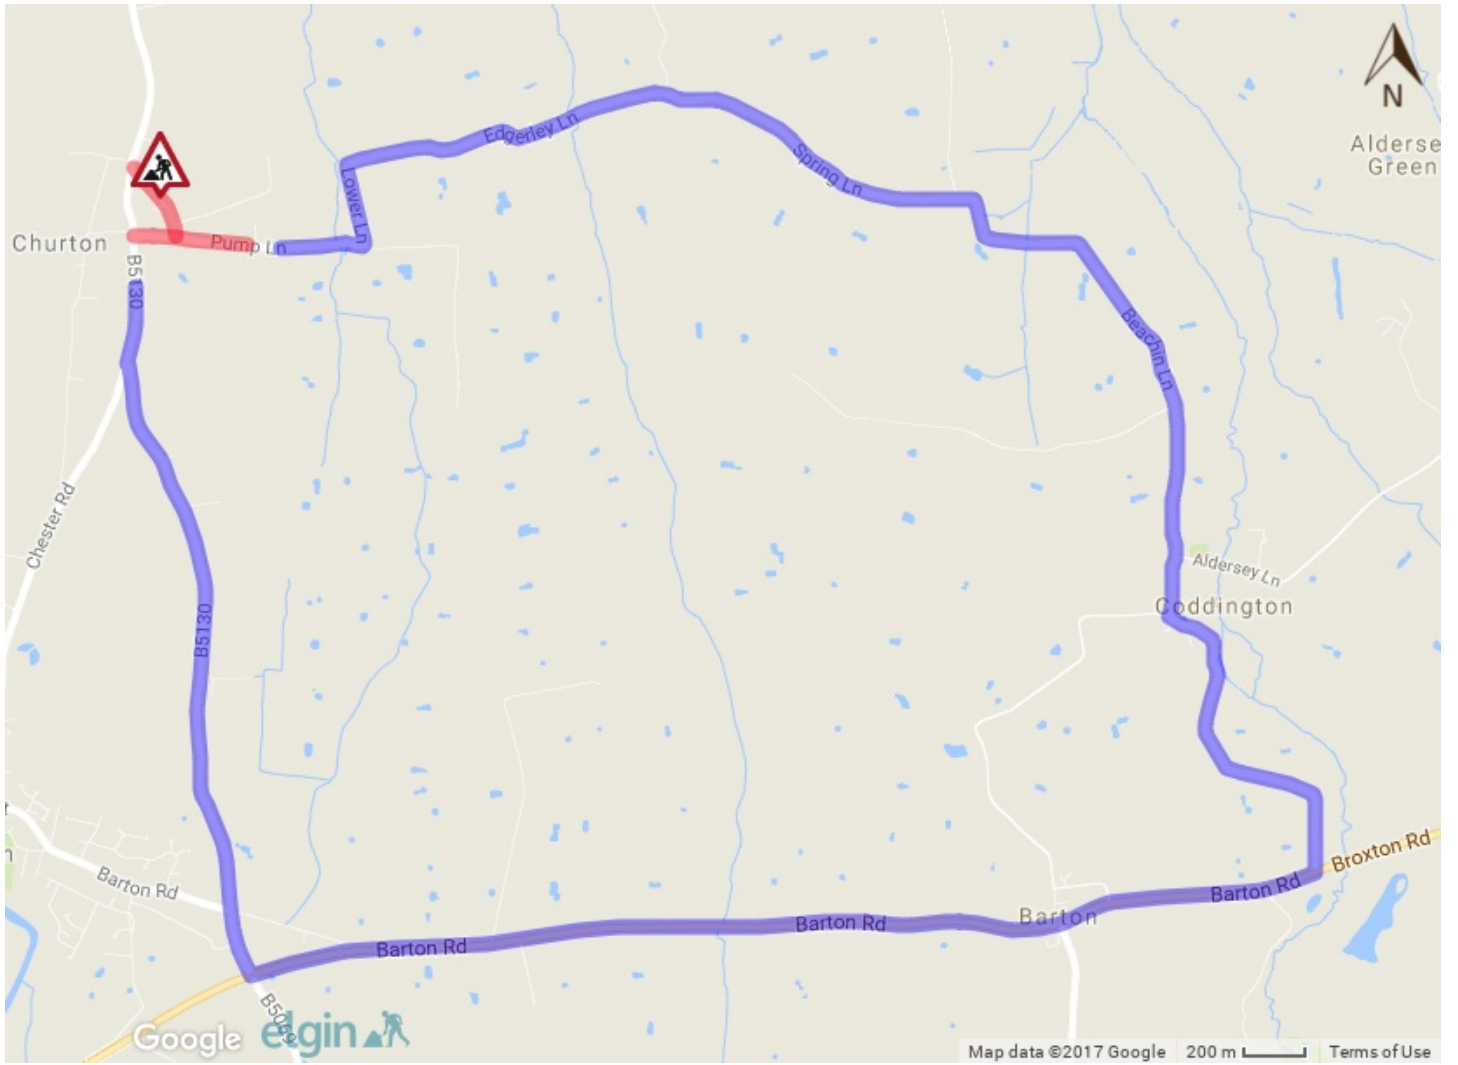 N
Alderse
Green
Edgerley Ln
Spring Ln
Lower Ln
Churton
Pump Ln
B5130
Beachin Ln
Chester Rd
Aldersey Ln
Coddington
B5130
Broxton Rd
Barton Rd
Barton Rd
Barton
Barton Rd
Barton Rd
Google
elgin
Map data ©2017 Google
200 m
Terms of Use